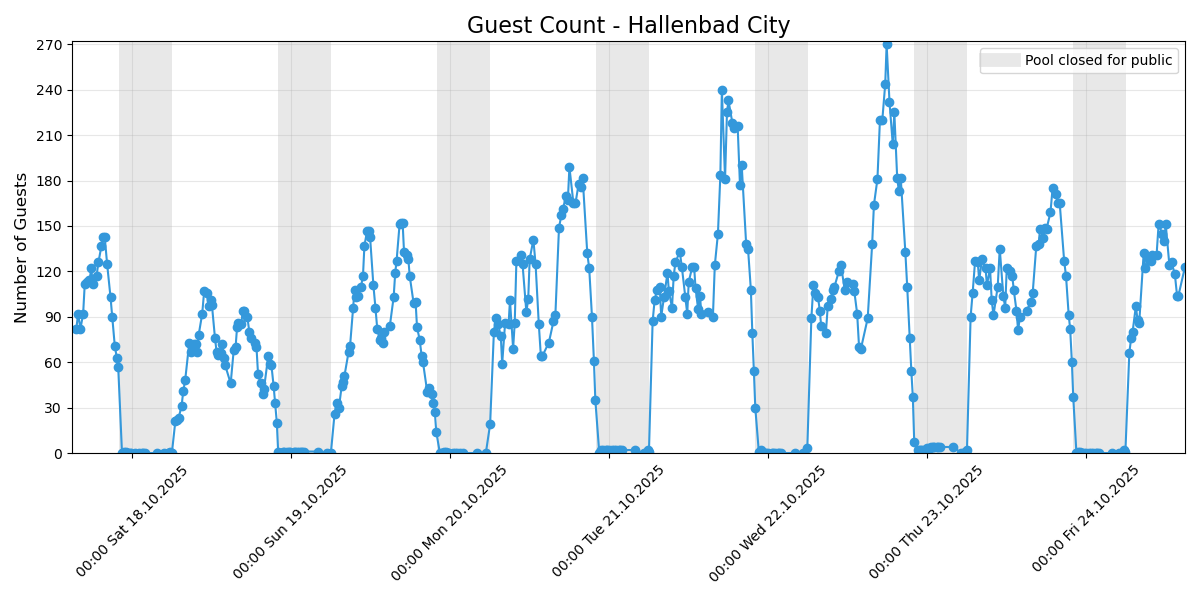 Guest Count - Hallenbad City
Number of Guests
270
240
210
180
150
120
90
60
30
0
Pool closed for public
00:00 Sat 18.10.2025
00:00 Sun 19.10.2025
00:00 Mon 20.10.2025
00:00 Tue 21.10.2025
00:00 Wed 22.10.2025
00:00 Thu 23.10.2025
00:00 Fri 24.10.2025